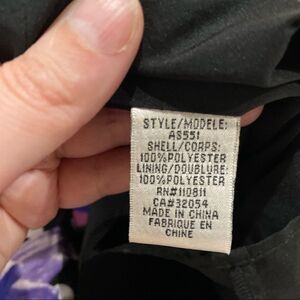 STYLE/MODELE:
AS551
SHELL/CORPS:
100%POLYESTER
LINING/DOUBLURE:
100%POLYESTER
RN#110811
CA#32054
MADE IN CHINA
FABRIQUE EN
CHINE